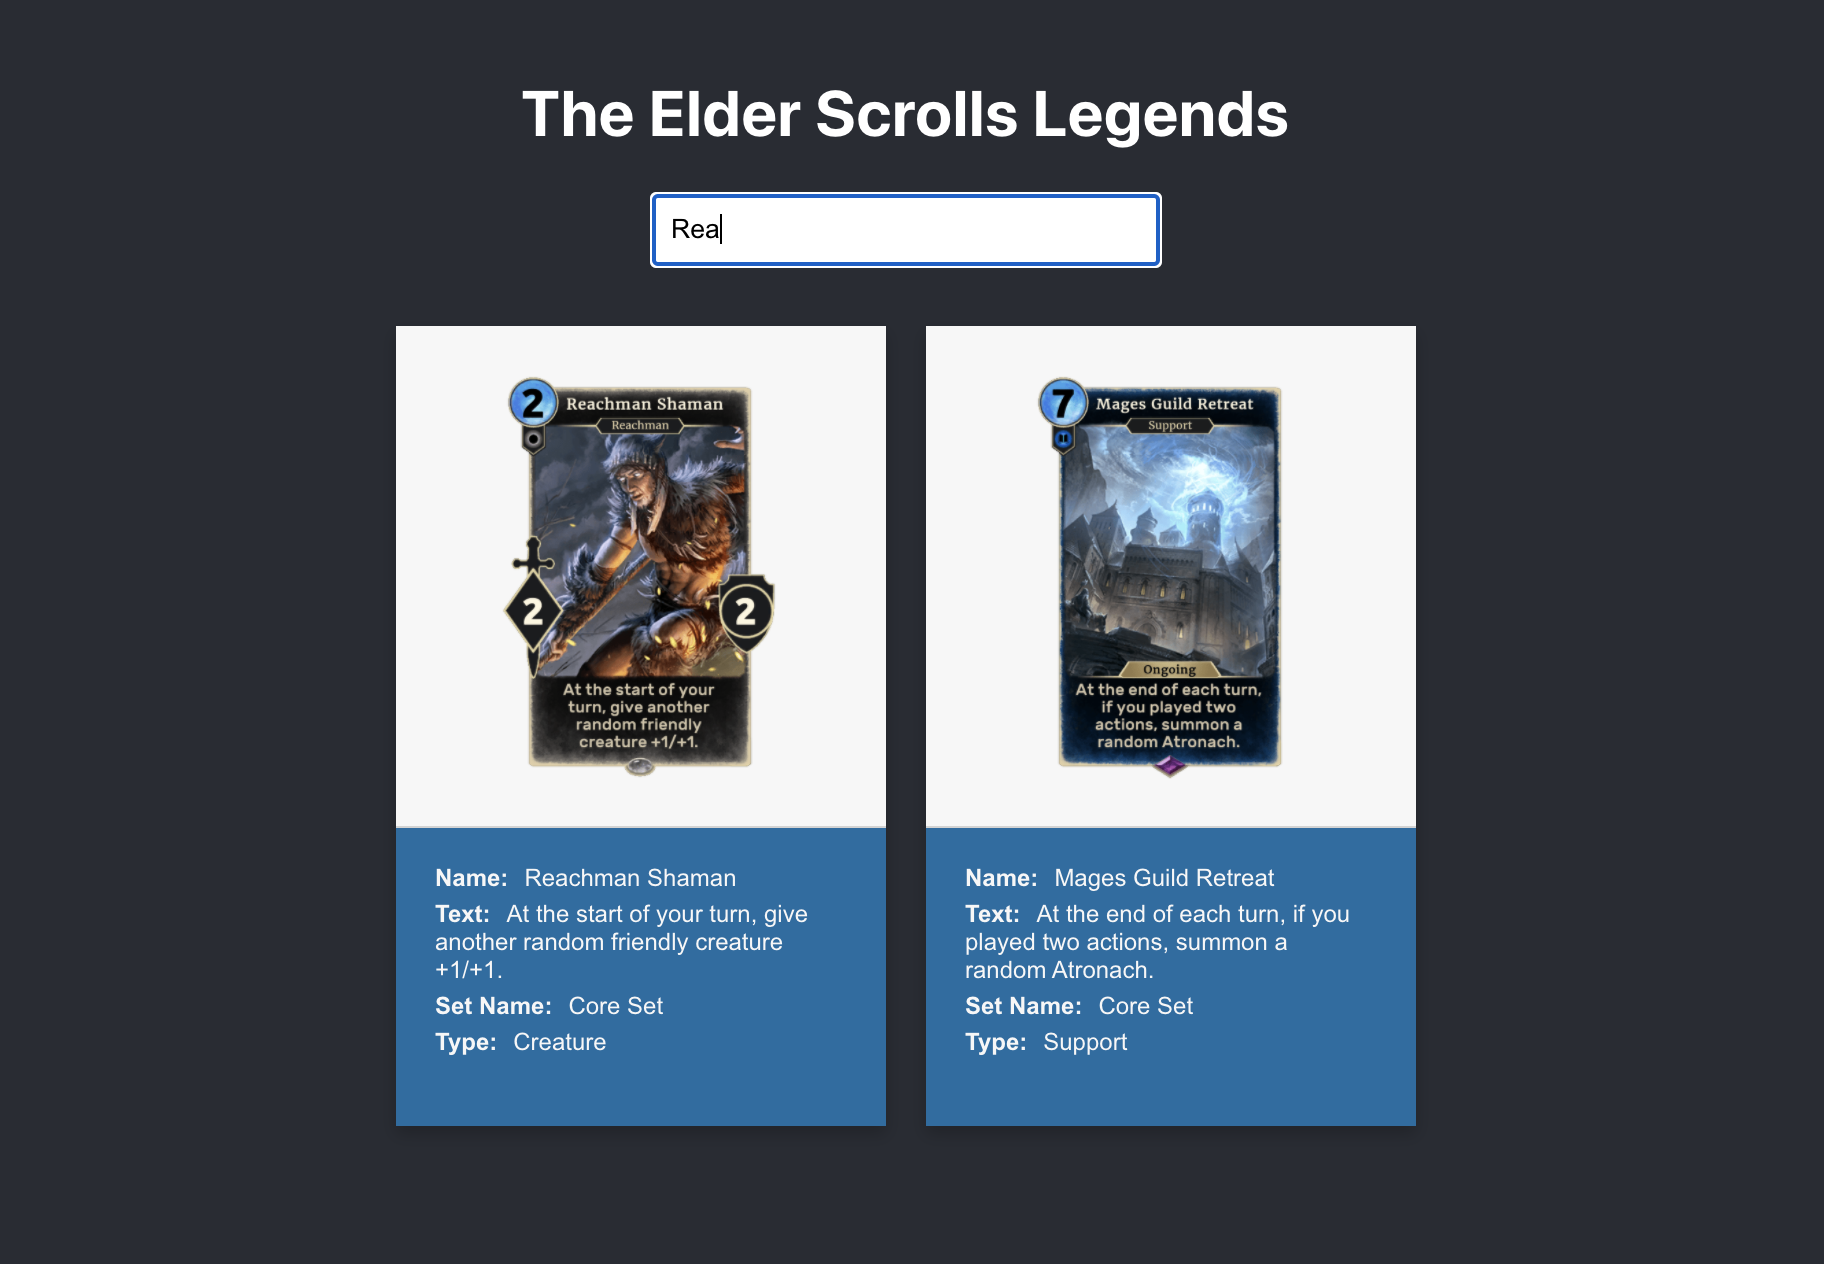 The Elder Scrolls Legends
Rea
2
Reachman Shaman
Reachman
2
2
At the start of your
turn, give another
random friendly
creature +1/+1.
7
Mages Guild Retreat
Support
Ongoing
At the end of each turn,
if you played two
actions, summon a
random Atronach.
Name: Reachman Shaman
Text: At the start of your turn, give
another random friendly creature
+1/+1.
Set Name: Core Set
Type: Creature
Name: Mages Guild Retreat
Text: At the end of each turn, if you
played two actions, summon a
random Atronach.
Set Name: Core Set
Type: Support